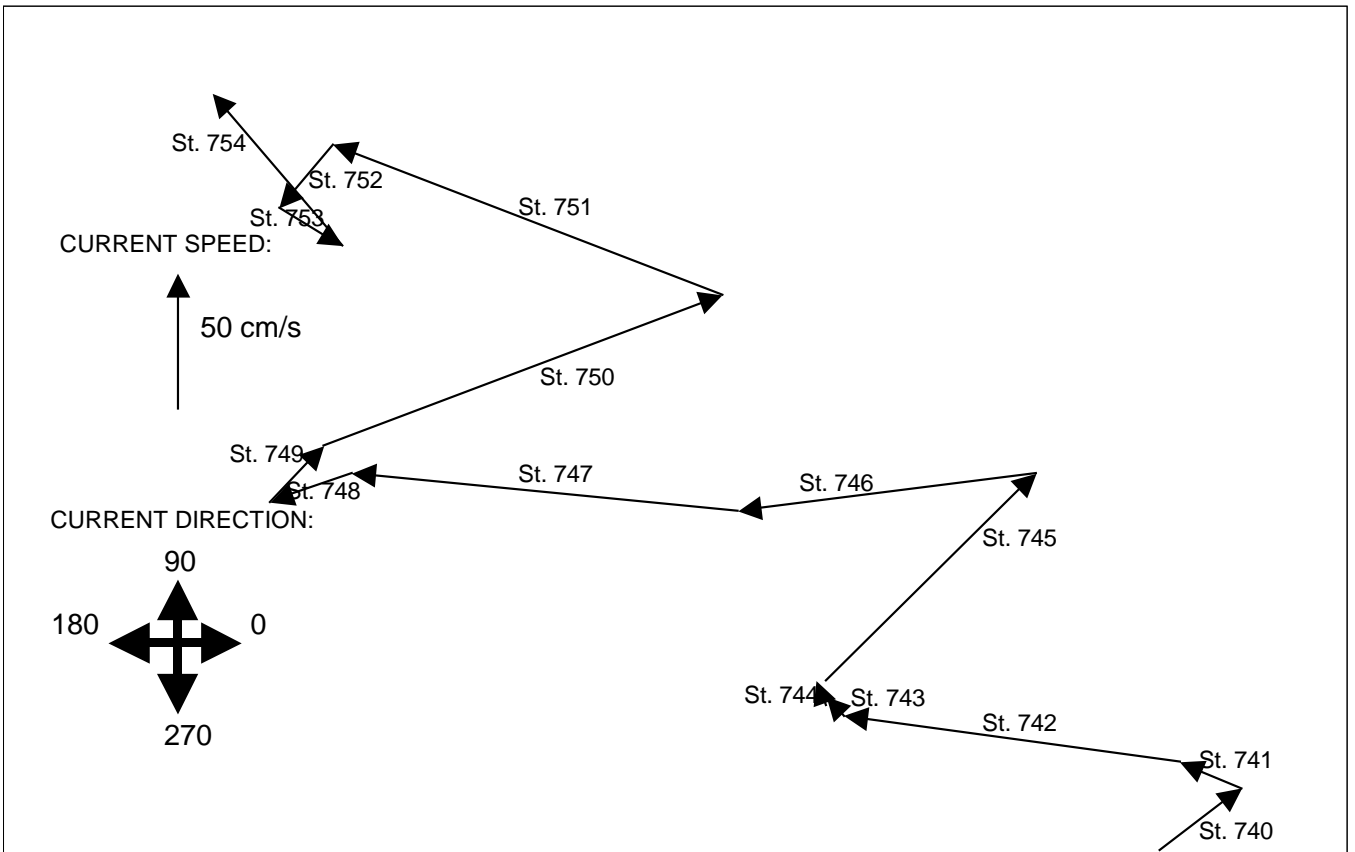 St. 754
St. 752
St. 751
St. 753
CURRENT SPEED:
50 cm/s
St. 750
St. 749
St. 747
St. 746
St. 748
CURRENT DIRECTION:
St. 745
90
180
0
St. 744
St. 743
St. 742
270
St. 741
St. 740